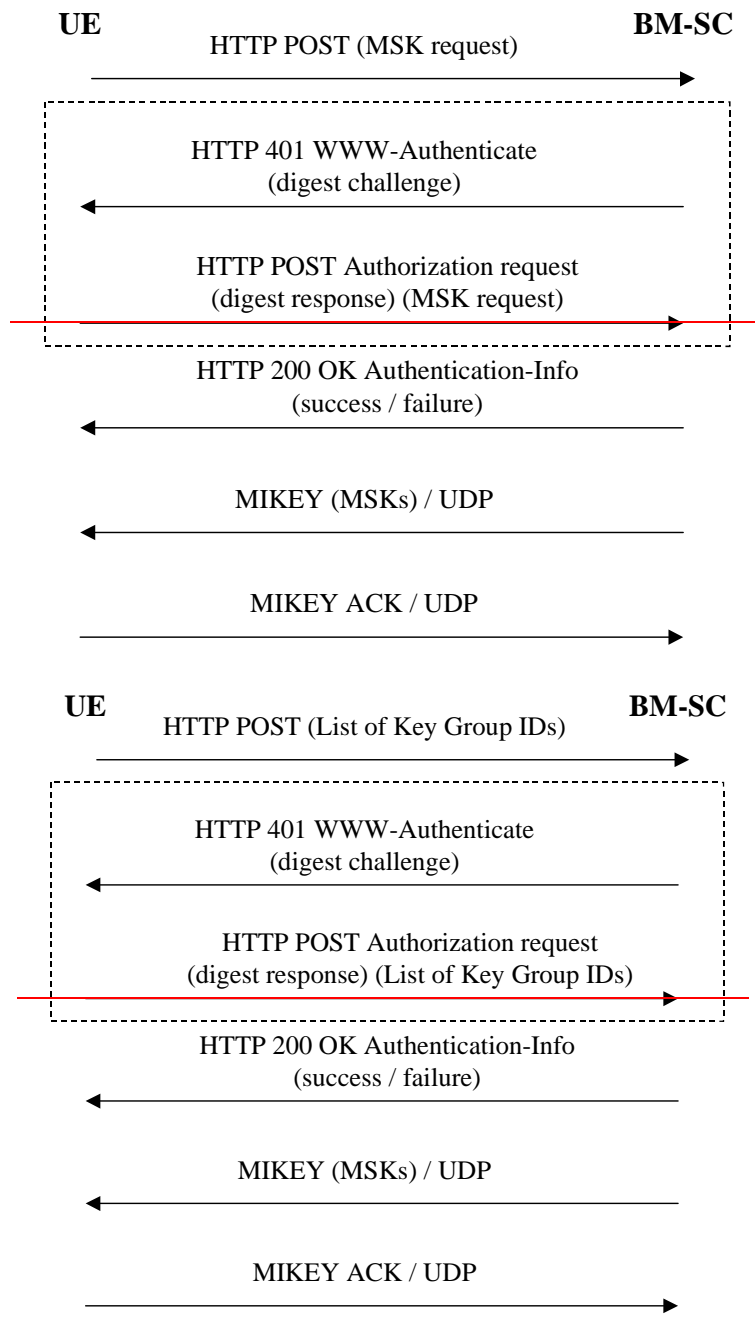 UE BM-SC
HTTP POST (MSK request)
HTTP 401 WWW-Authenticate
(digest challenge)
HTTP POST Authorization request
(digest response) (MSK request)
HTTP 200 OK Authentication-Info
(success / failure)
MIKEY (MSKs) / UDP
MIKEY ACK / UDP
UE BM-SC
HTTP POST (List of Key Group IDs)
HTTP 401 WWW-Authenticate
(digest challenge)
HTTP POST Authorization request
(digest response) (List of Key Group IDs)
HTTP 200 OK Authentication-Info
(success / failure)
MIKEY (MSKs) / UDP
MIKEY ACK / UDP